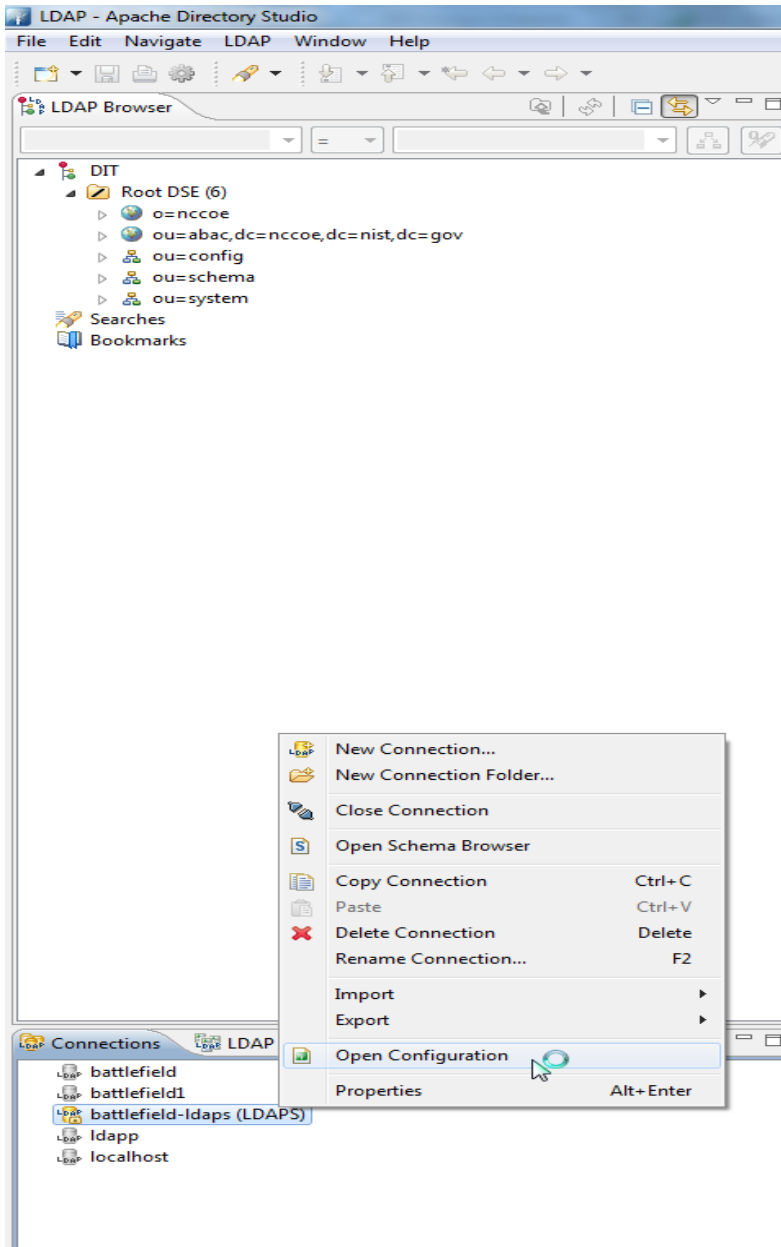 LDAP - Apache Directory Studio
File Edit Navigate LDAP Window Help
LDAP Browser
=
DIT
Root DSE (6)
o=nccoe
ou=abac,dc=nccoe,dc=nist,dc=gov
ou=config
ou=schema
ou=system
Searches
Bookmarks
New Connection...
New Connection Folder...
Close Connection
Open Schema Browser
Copy Connection Ctrl+C
Paste Ctrl+V
Delete Connection Delete
Rename Connection... F2
Import
Export
Open Configuration
Properties Alt+Enter
Connections LDAP
battlefield
battlefield1
battlefield-ldaps (LDAPS)
ldapp
localhost